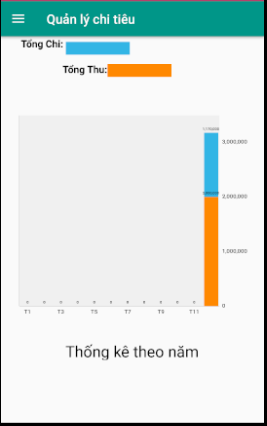 Quản lý chi tiêu
Tổng Chi:
Tổng Thu:
3,000,000
2,000,000
1,000,000
0
T1 T3 T5 T7 T9 T11
Thống kê theo năm